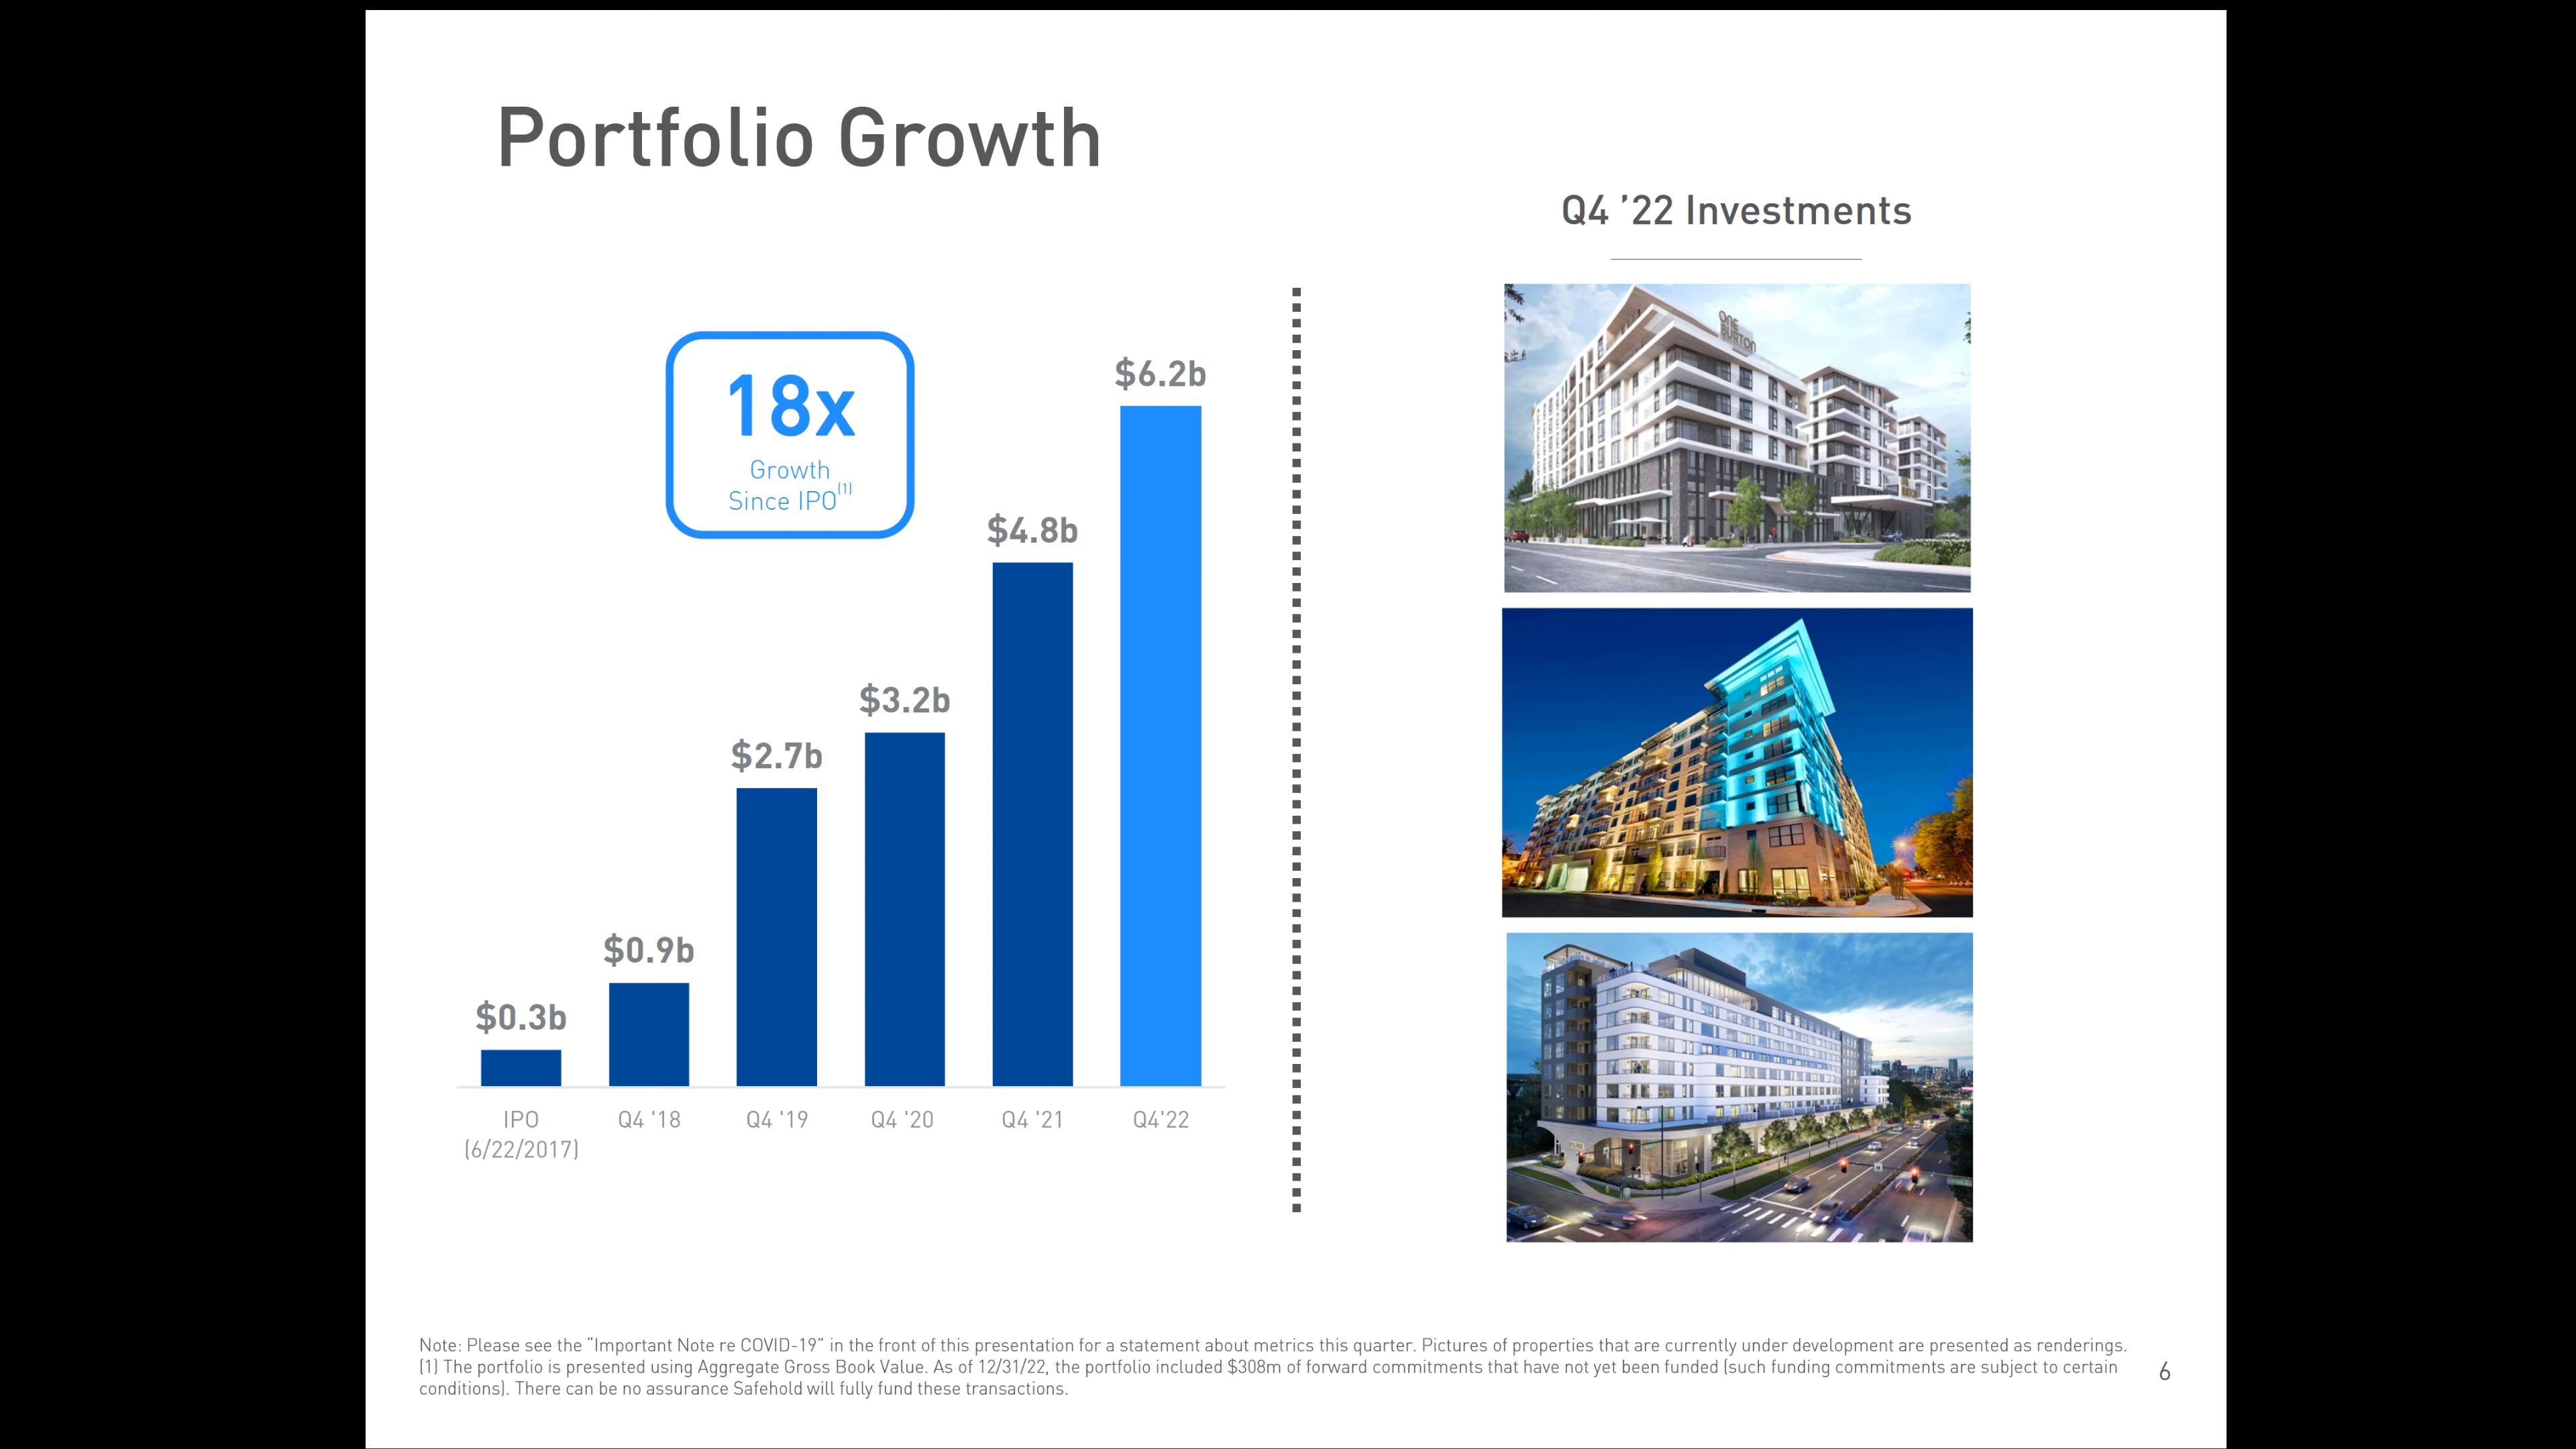 Portfolio Growth
Q4 ’22 Investments
18x
Growth
Since IPO(1)
$0.3b
$0.9b
$2.7b
$3.2b
$4.8b
$6.2b
IPO
(6/22/2017)
Q4 '18
Q4 '19
Q4 '20
Q4 '21
Q4'22
ONE
BURTON
Note: Please see the “Important Note re COVID-19” in the front of this presentation for a statement about metrics this quarter. Pictures of properties that are currently under development are presented as renderings.
(1) The portfolio is presented using Aggregate Gross Book Value. As of 12/31/22, the portfolio included $308m of forward commitments that have not yet been funded (such funding commitments are subject to certain
conditions). There can be no assurance Safehold will fully fund these transactions.
6